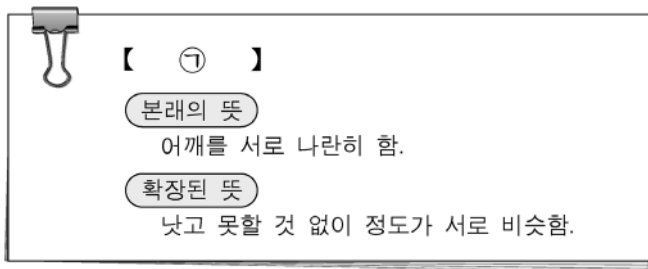 【 ㉠ 】
본래의 뜻
어깨를 서로 나란히 함.
확장된 뜻
낫고 못할 것 없이 정도가 서로 비슷함.